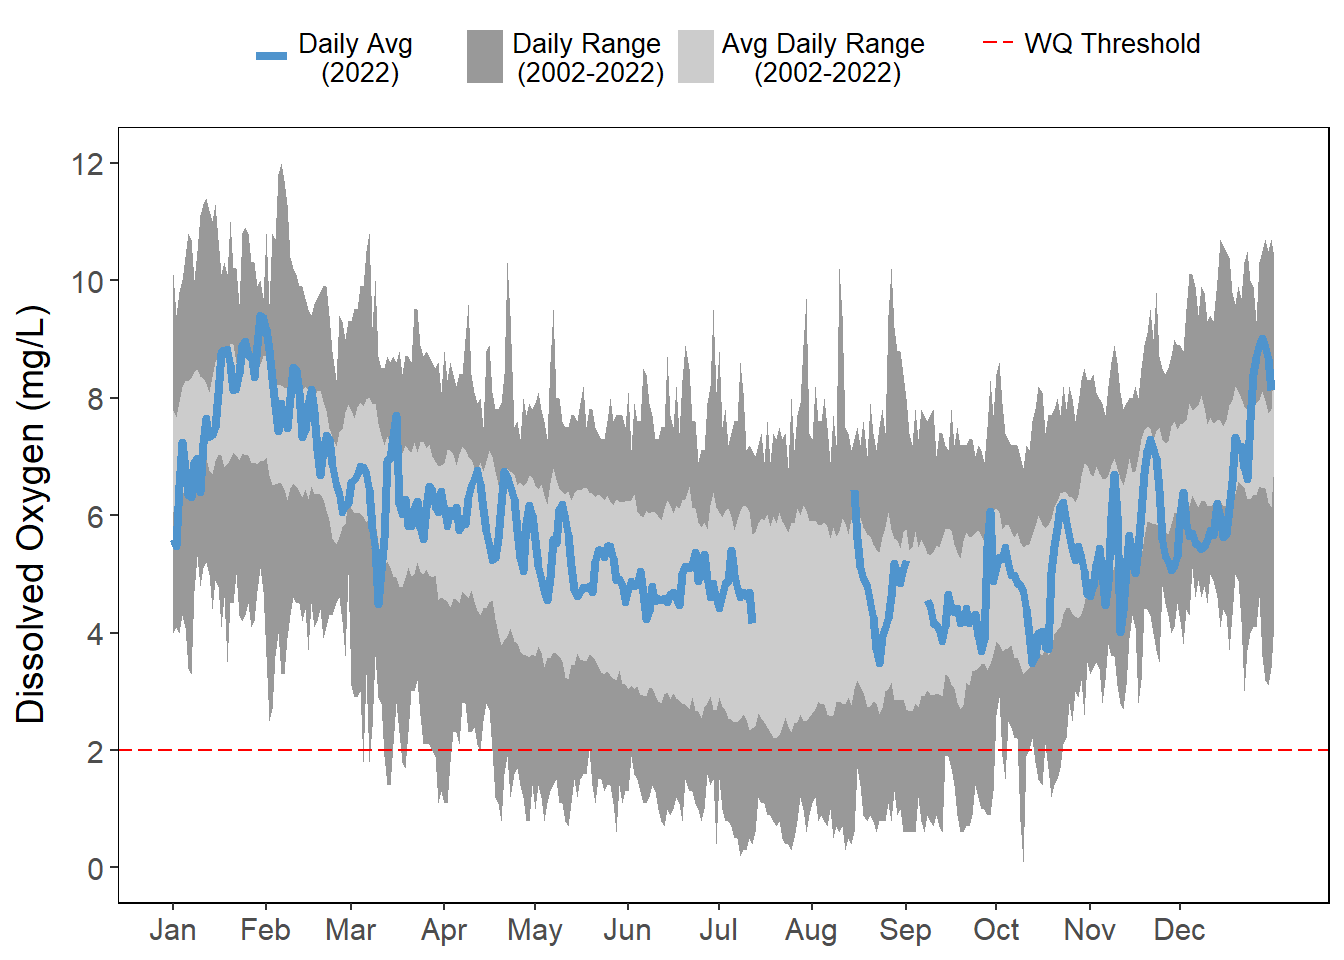 Daily Avg
(2022)
Daily Range
(2002-2022)
Avg Daily Range
(2002-2022)
WQ Threshold
Dissolved Oxygen (mg/L)
12
10
8
6
4
2
0
Jan Feb Mar Apr May Jun Jul Aug Sep Oct Nov Dec